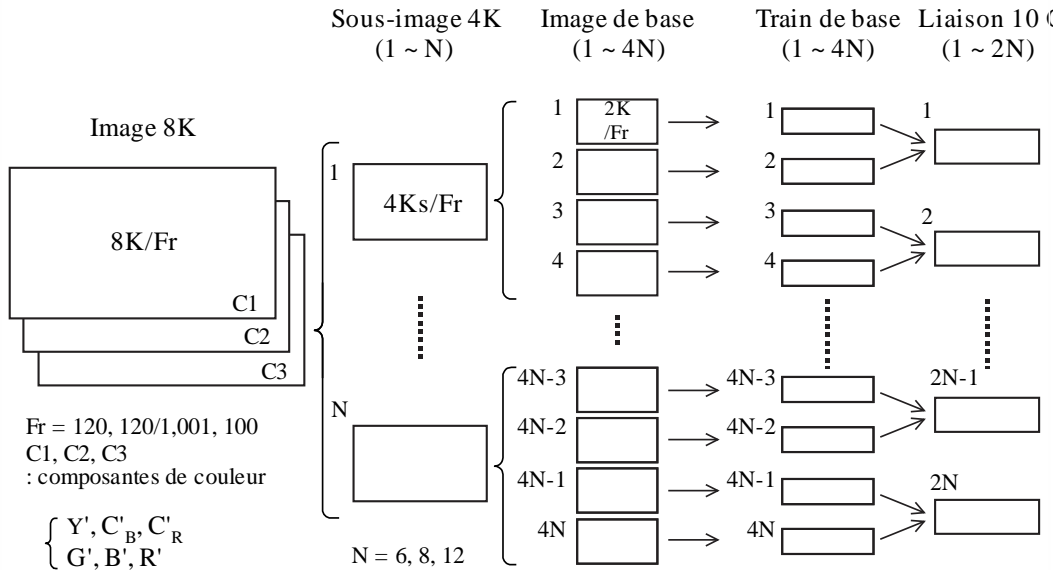 Sous-image 4K
(1 ~ N)
Image de base
(1 ~ 4N)
Train de base
(1 ~ 4N)
Liaison 10
(1 ~ 2N)
Image 8K
8K/Fr
C1
C2
C3
Fr = 120, 120/1,001, 100
C1, C2, C3
: composantes de couleur
Y', C'B, C'R
G', B', R'
1
4Ks/Fr
N
N = 6, 8, 12
1
2K
/Fr
2
3
4
4N-3
4N-2
4N-1
4N
1
2
3
4
4N-3
4N-2
4N-1
4N
1
2
2N-1
2N